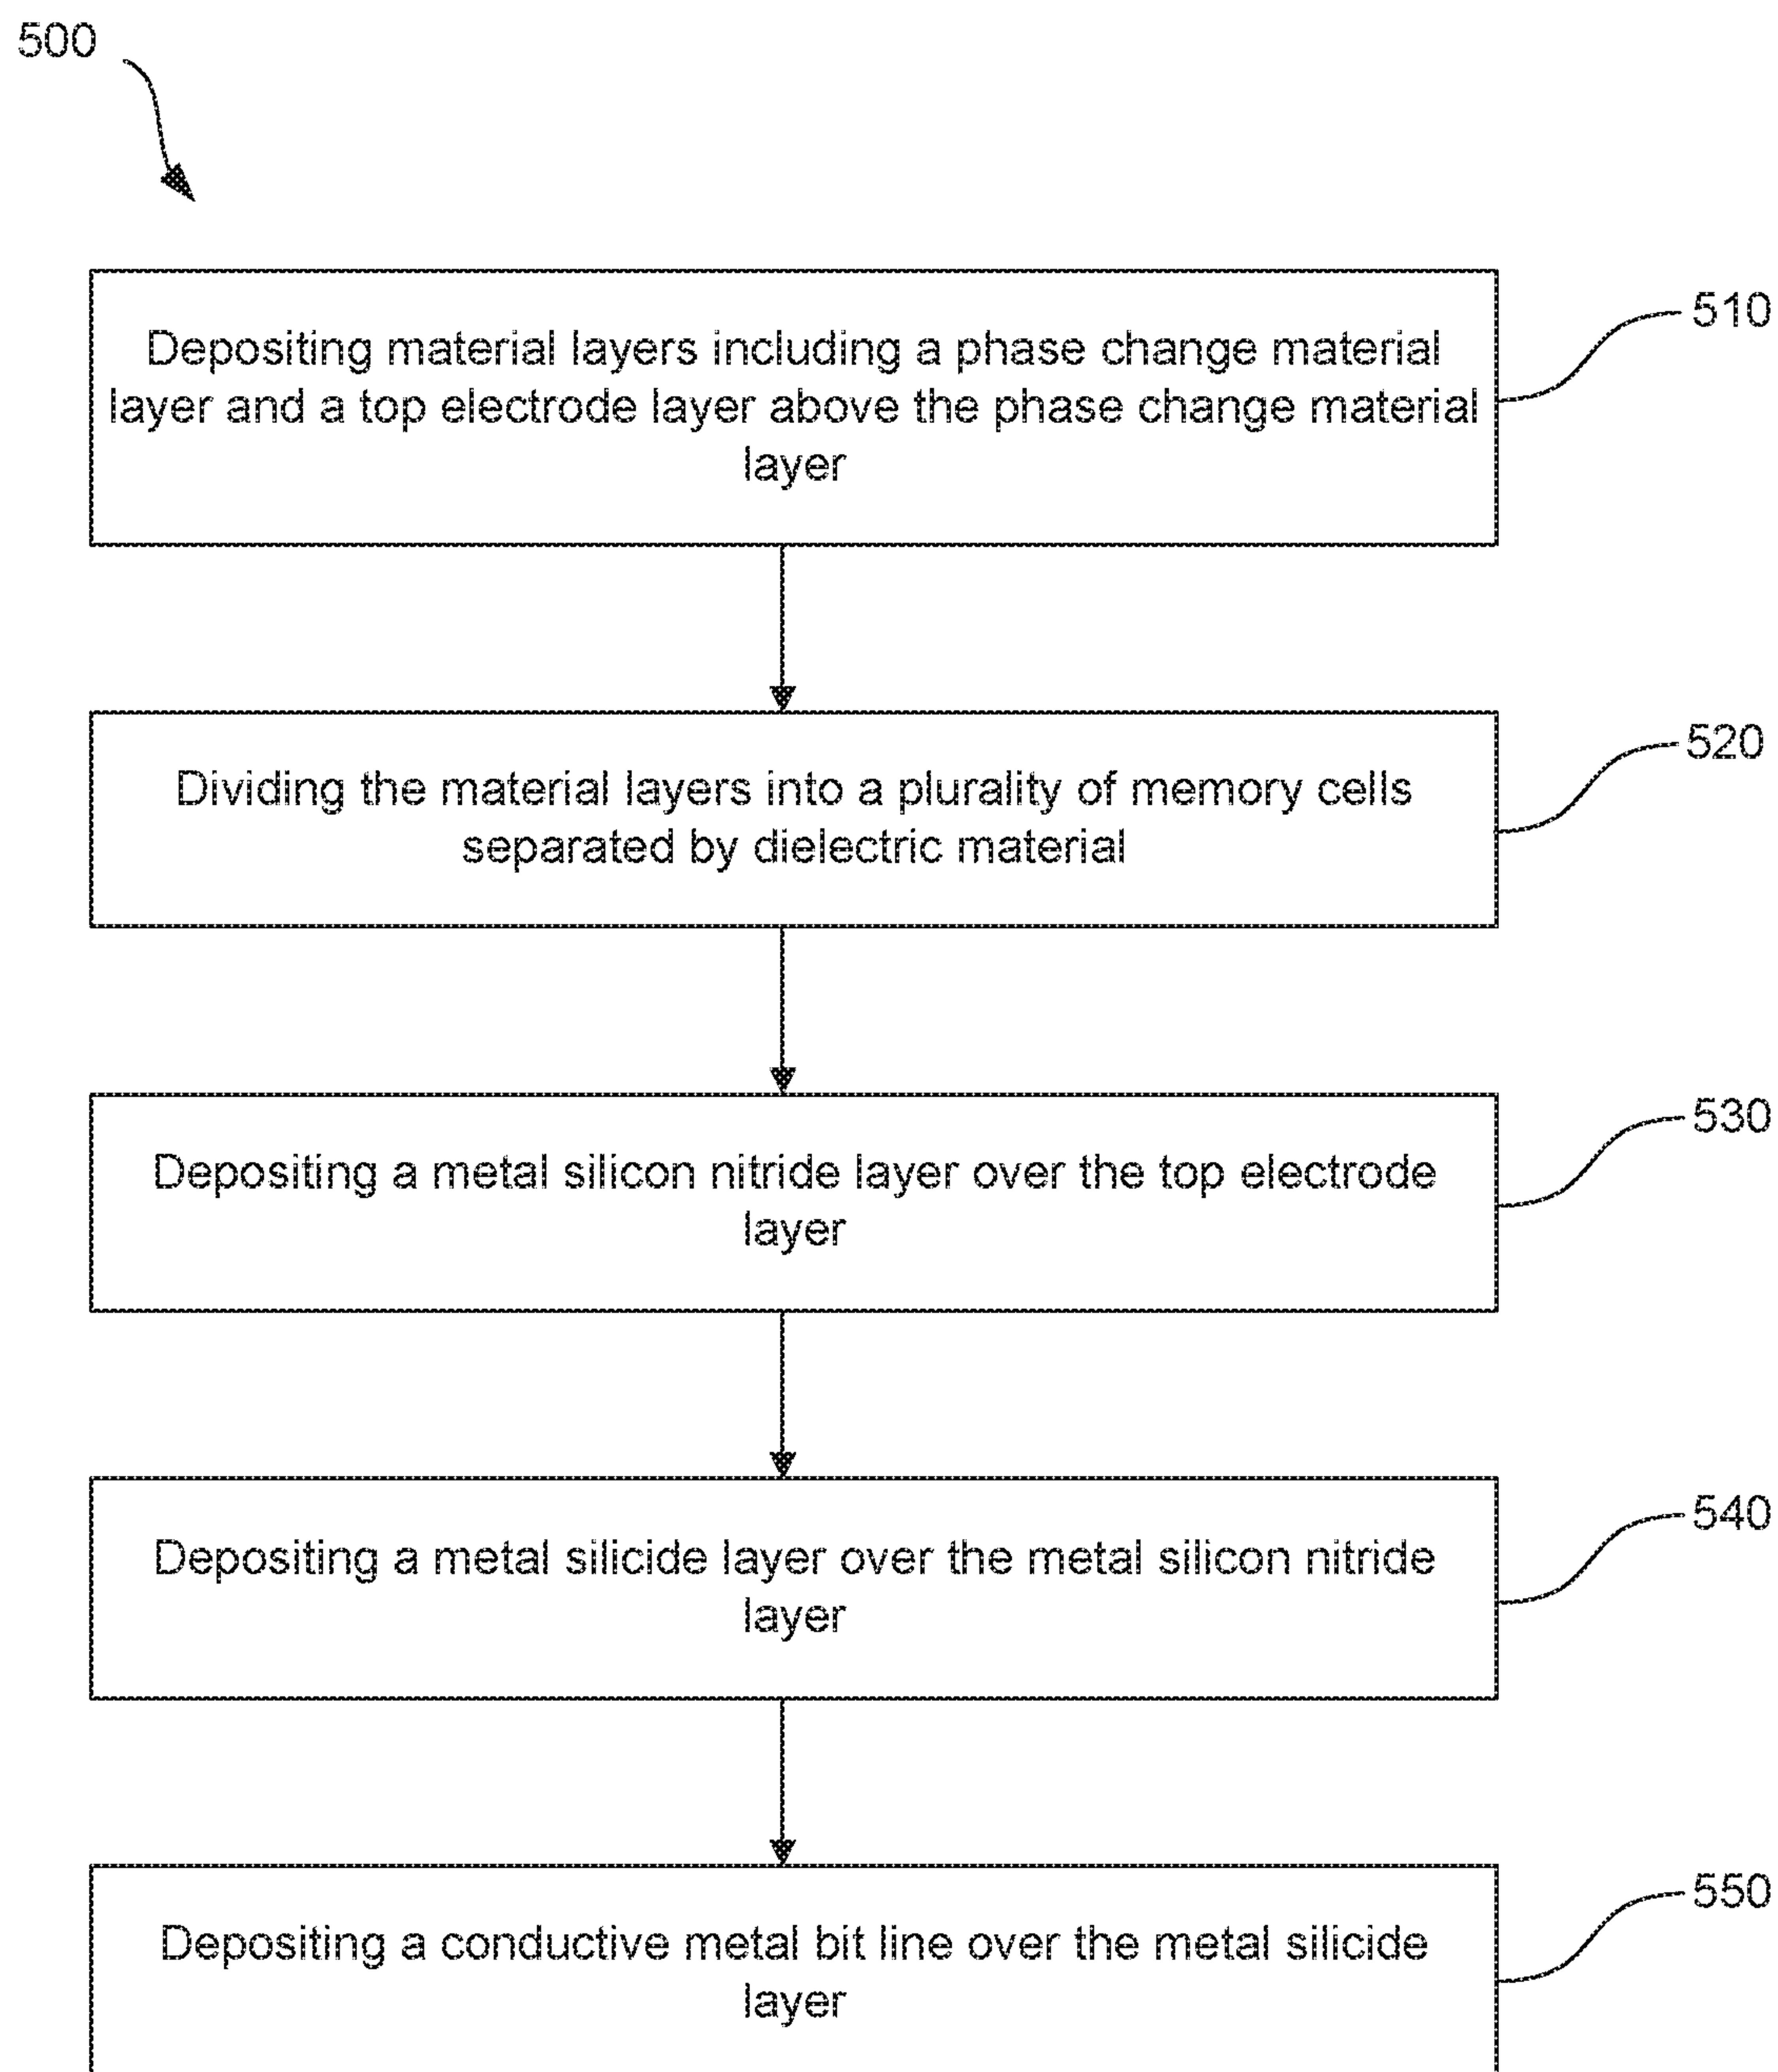 500
Depositing material layers including a phase change material
layer and a top electrode layer above the phase change material
layer
510
Dividing the material layers into a plurality of memory cells
separated by dielectric material
520
Depositing a metal silicon nitride layer over the top electrode
layer
530
Depositing a metal silicide layer over the metal silicon nitride
layer
540
Depositing a conductive metal bit line over the metal silicide
layer
550